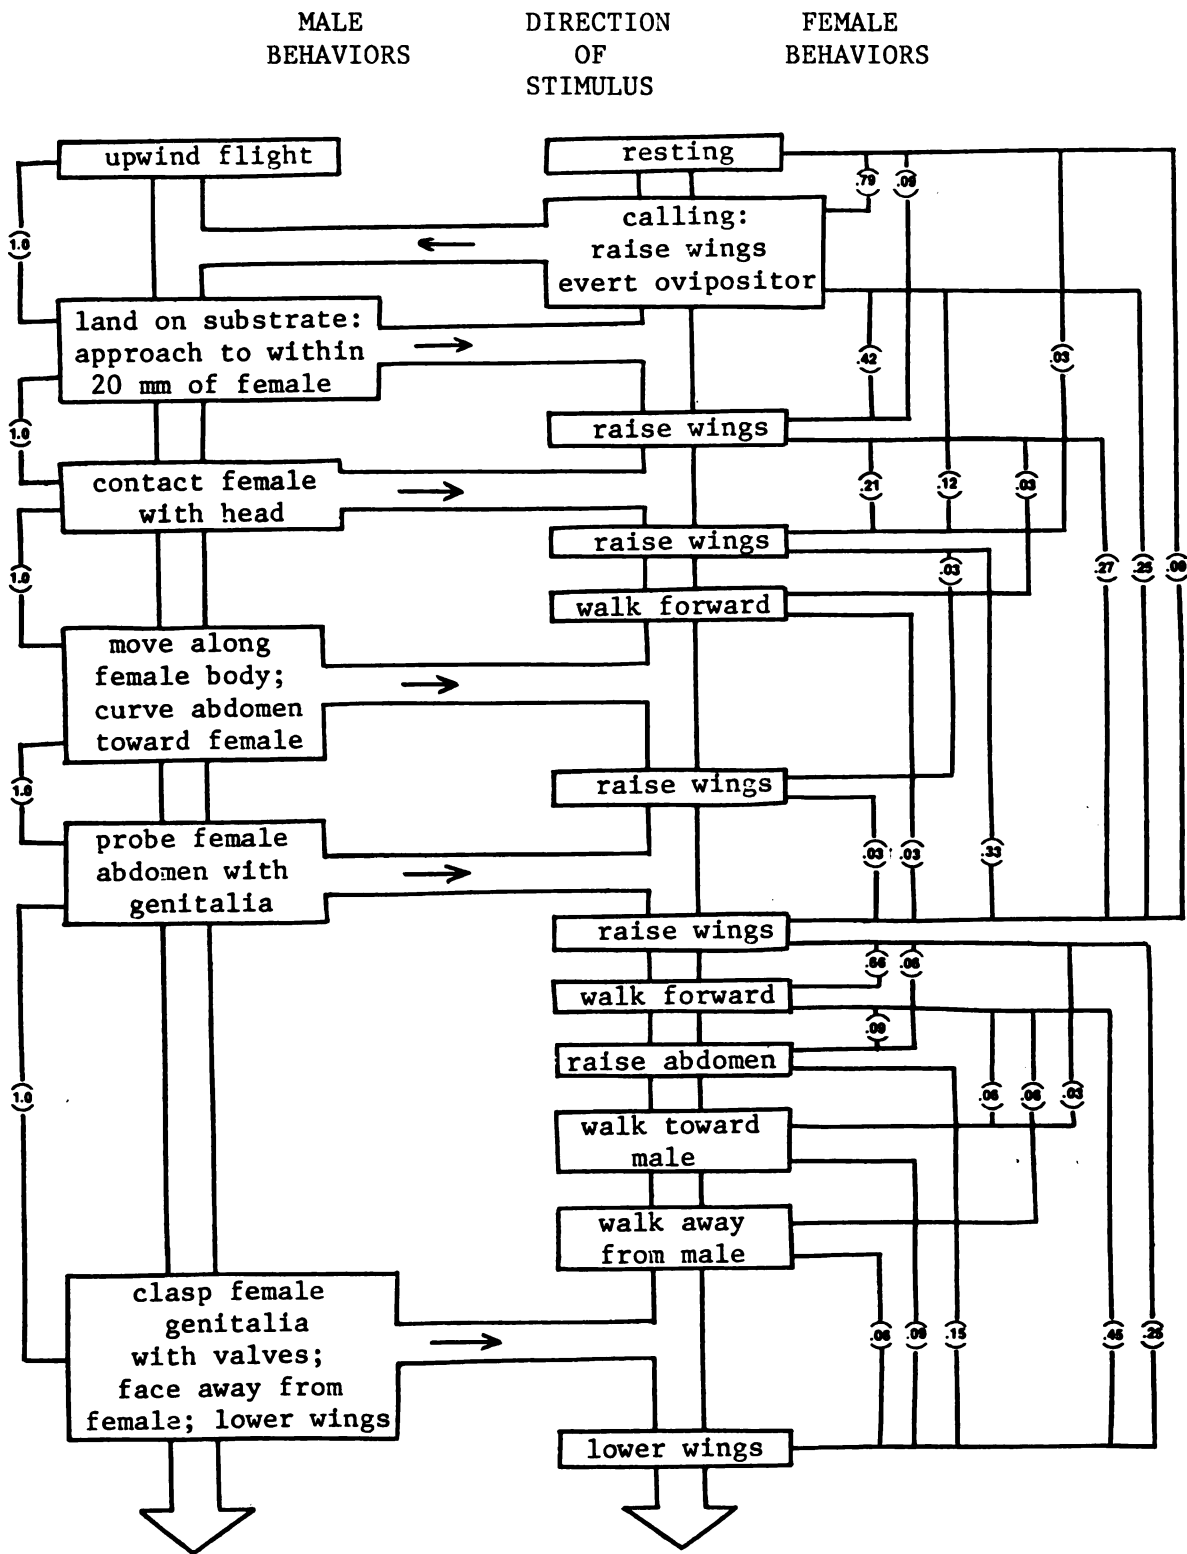 MALE BEHAVIORS
DIRECTION OF STIMULUS
FEMALE BEHAVIORS
upwind flight
resting
(.79)
(.09)
calling:
raise wings
evert ovipositor
(1.0)
land on substrate:
approach to within
20 mm of female
(.42)
(.03)
raise wings
(1.0)
contact female
with head
(.21)
(.12)
(.03)
raise wings
(.03)
(.27)
(.25)
(.09)
walk forward
(1.0)
move along
female body;
curve abdomen
toward female
raise wings
(1.0)
probe female
abdomen with
genitalia
(.03)
(.03)
(.33)
raise wings
(.66)
(.06)
walk forward
(.09)
raise abdomen
(.06)
(.06)
(.03)
(1.0)
walk toward
male
walk away
from male
clasp female
genitalia
with valves;
face away from
female; lower wings
(.06)
(.09)
(.15)
(.45)
(.25)
lower wings